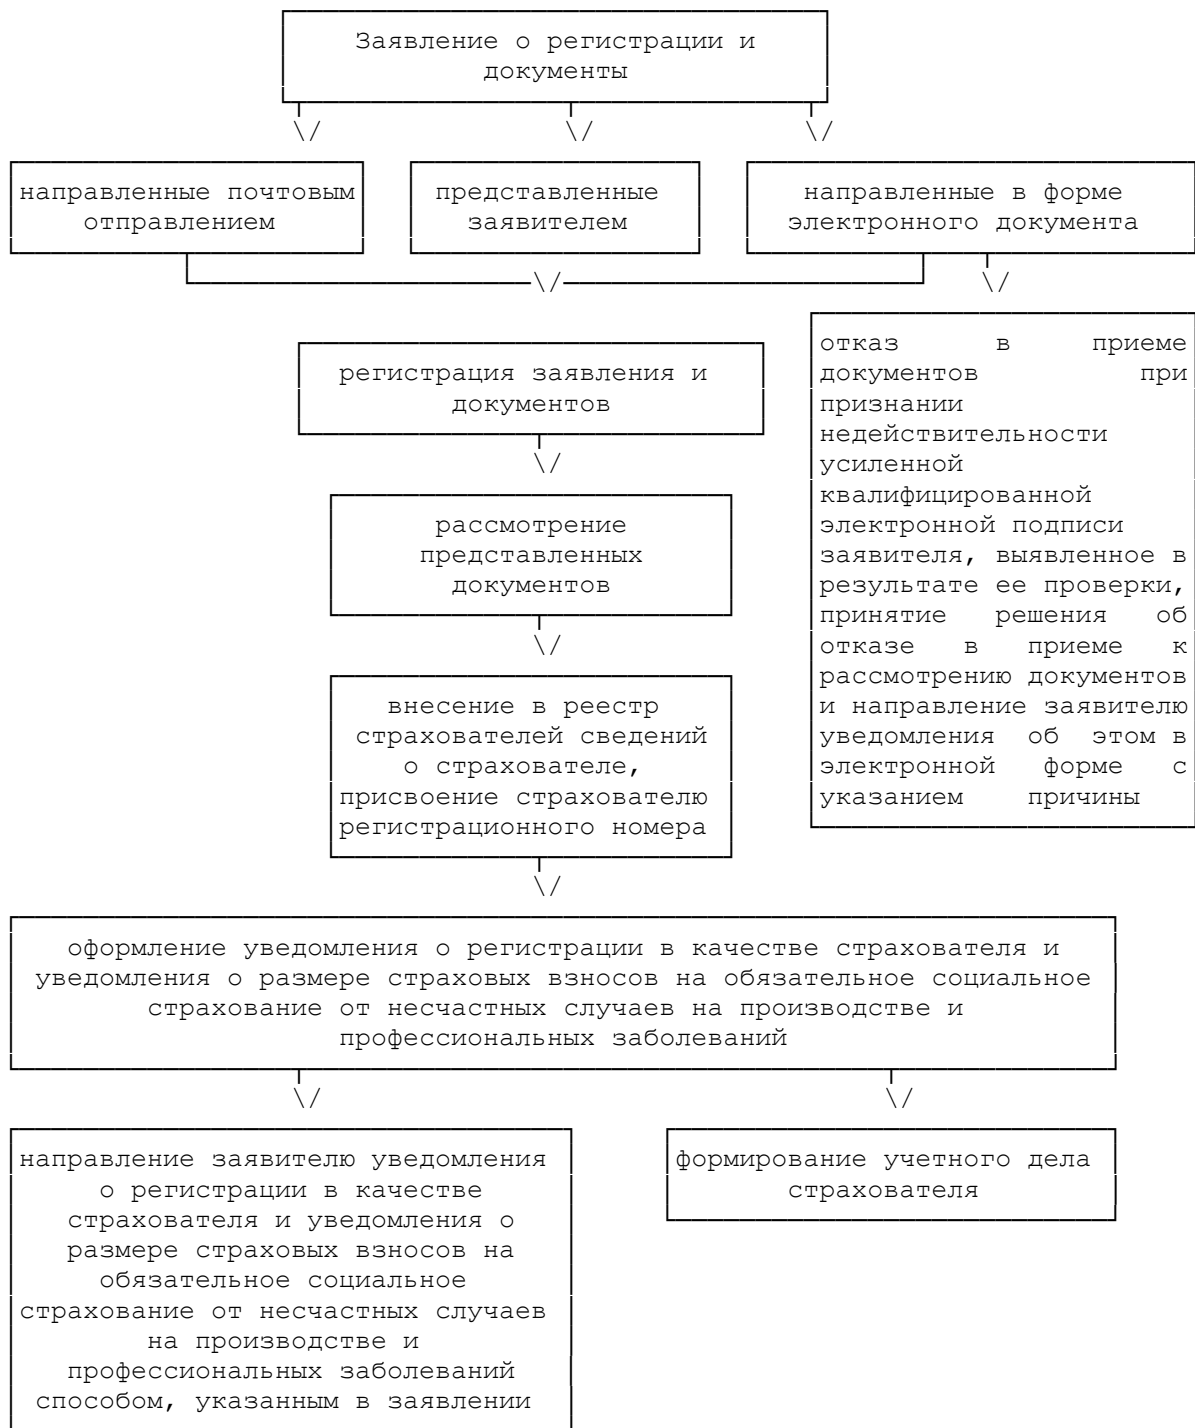 Заявление о регистрации и
документы
\/ \/ \/
направленные почтовым
отправлением
представленные
заявителем
направленные в форме
электронного документа
\/ \/
регистрация заявления и
документов
\/
рассмотрение
представленных
документов
\/
внесение в реестр
страхователей сведений
о страхователе,
присвоение страхователю
регистрационного номера
\/
отказ в приеме
документов при
признании
недействительности
усиленной
квалифицированной
электронной подписи
заявителя, выявленное в
результате ее проверки,
принятие решения об
отказе в приеме к
рассмотрению документов
и направление заявителю
уведомления об этом в
электронной форме с
указанием причины
оформление уведомления о регистрации в качестве страхователя и
уведомления о размере страховых взносов на обязательное социальное
страхование от несчастных случаев на производстве и
профессиональных заболеваний
\/ \/
направление заявителю уведомления
о регистрации в качестве
страхователя и уведомления о
размере страховых взносов на
обязательное социальное
страхование от несчастных случаев
на производстве и
профессиональных заболеваний
способом, указанным в заявлении
формирование учетного дела
страхователя